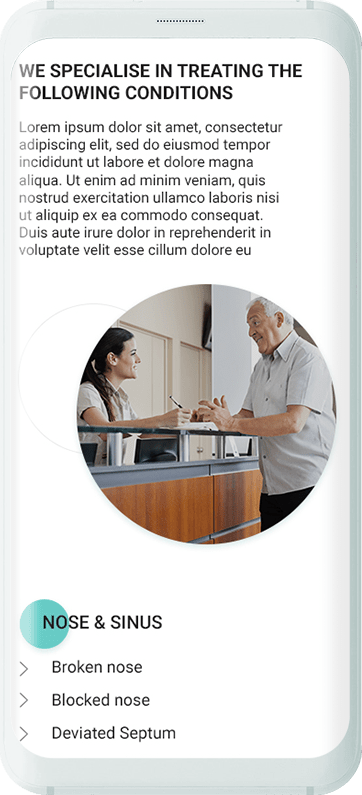 WE SPECIALISE IN TREATING THE
FOLLOWING CONDITIONS
Lorem ipsum dolor sit amet, consectetur
adipiscing elit, sed do eiusmod tempor
incididunt ut labore et dolore magna
aliqua. Ut enim ad minim veniam, quis
nostrud exercitation ullamco laboris nisi
ut aliquip ex ea commodo consequat.
Duis aute irure dolor in reprehenderit in
voluptate velit esse cillum dolore eu
NOSE & SINUS
Broken nose
Blocked nose
Deviated Septum